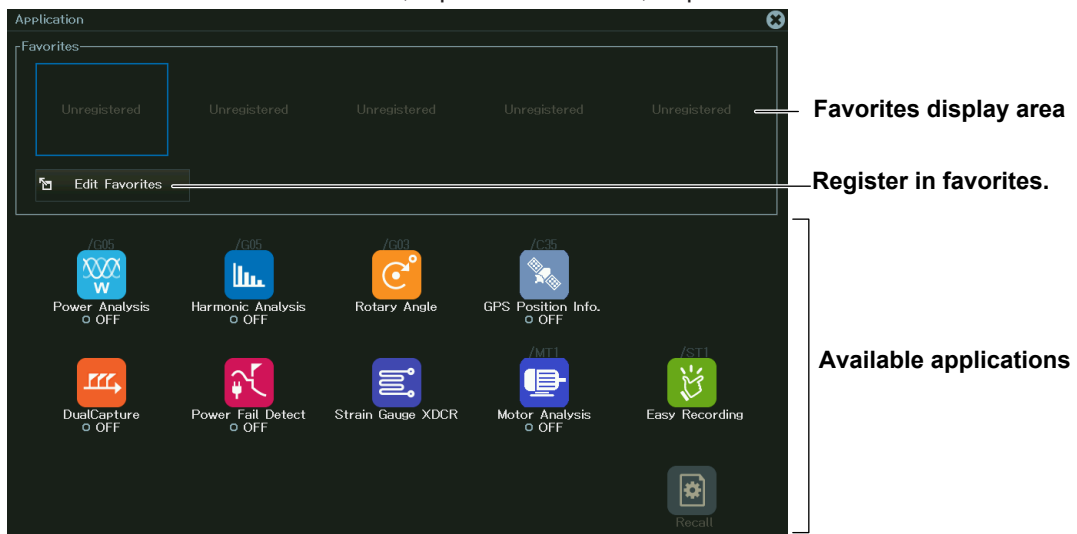 Application
Favorites
Unregistered Unregistered Unregistered Unregistered Unregistered
Favorites display area
Edit Favorites
Register in favorites.
/G05 /G05 /G03 /C35
W
Power Analysis Harmonic Analysis Rotary Angle GPS Position Info.
OFF OFF OFF
/MT1 /ST1
Available applications
DualCapture Power Fail Detect Strain Gauge XDCR Motor Analysis Easy Recording
OFF OFF OFF
Recall